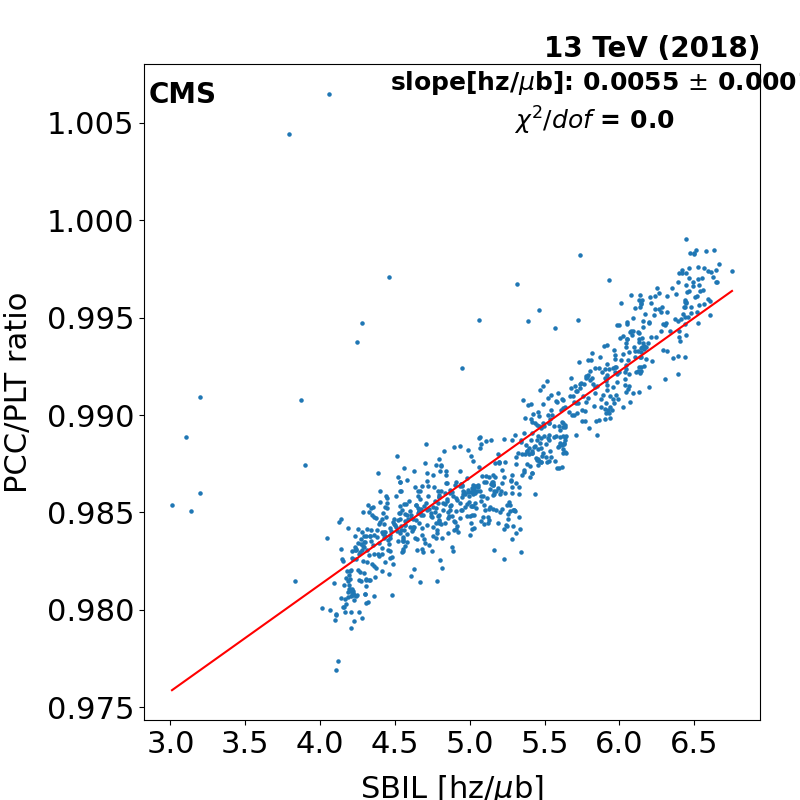 13 TeV (2018)
CMS
slope[hz/μb]: 0.0055 ± 0.000
χ²/dof = 0.0
PCC/PLT ratio
1.005
1.000
0.995
0.990
0.985
0.980
0.975
3.0 3.5 4.0 4.5 5.0 5.5 6.0 6.5
SBIL [hz/μb]